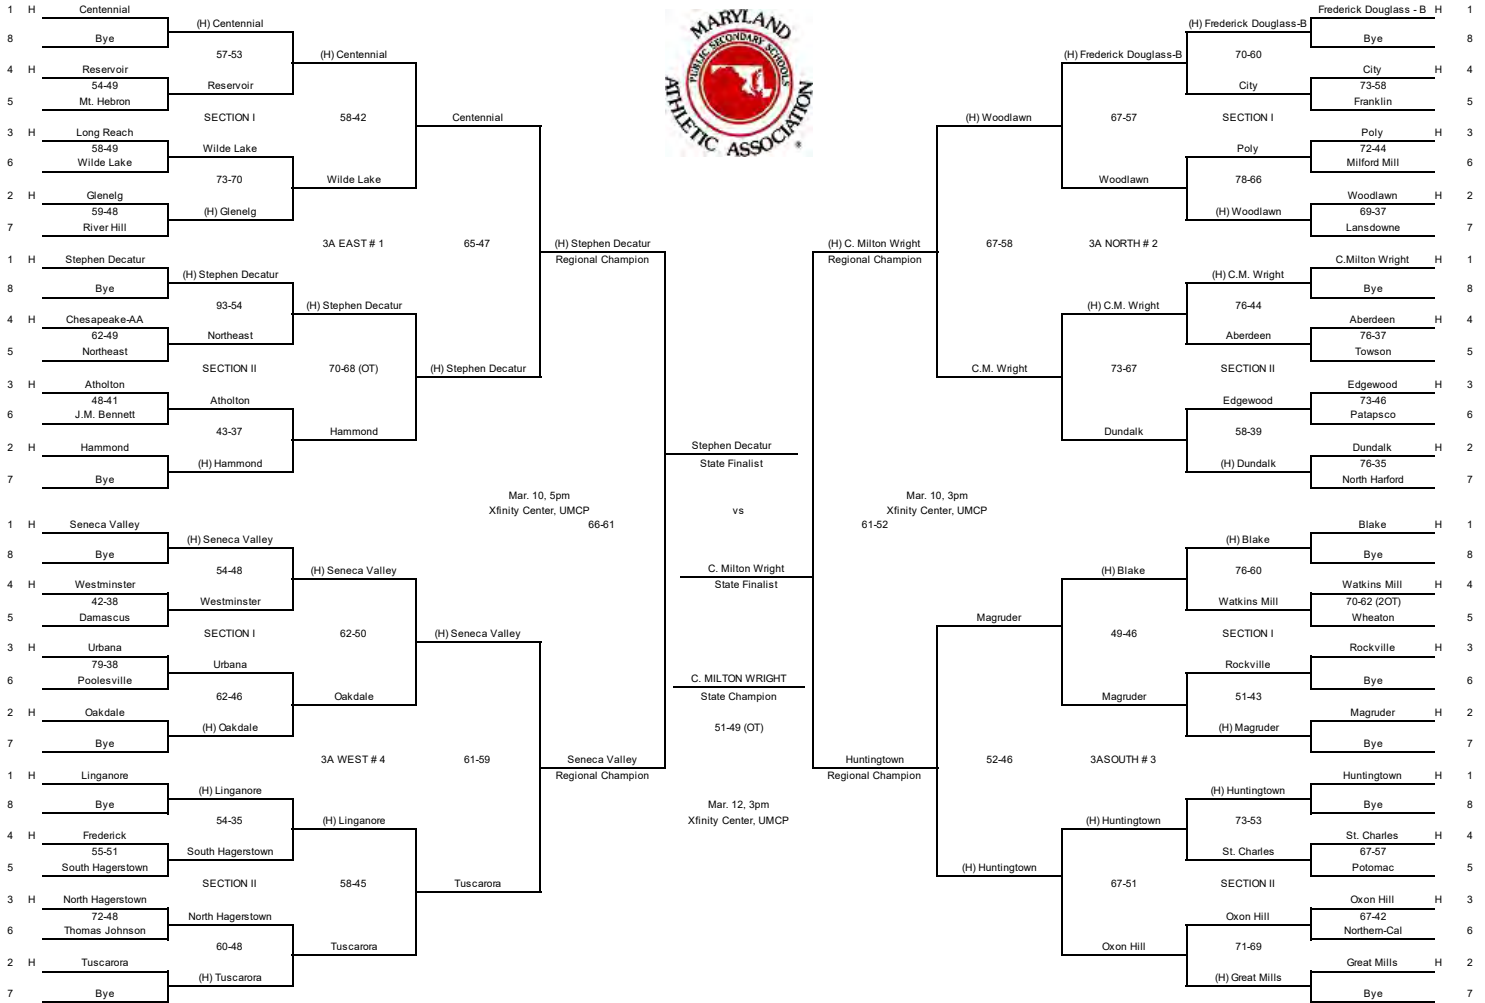 MARYLAND
PUBLIC SECONDARY SCHOOLS
ATHLETIC ASSOCIATION
®
1 H Centennial
(H) Centennial
8 Bye
57-53
(H) Centennial
4 H Reservoir
54-49
Reservoir
5 Mt. Hebron
SECTION I
58-42
Centennial
3 H Long Reach
58-49
Wilde Lake
6 Wilde Lake
73-70
Wilde Lake
2 H Glenelg
59-48
(H) Glenelg
7 River Hill
3A EAST # 1
65-47
(H) Stephen Decatur
Regional Champion
1 H Stephen Decatur
(H) Stephen Decatur
8 Bye
93-54
(H) Stephen Decatur
4 H Chesapeake-AA
62-49
Northeast
5 Northeast
SECTION II
70-68 (OT)
(H) Stephen Decatur
3 H Atholton
48-41
Atholton
6 J.M. Bennett
43-37
Hammond
2 H Hammond
(H) Hammond
7 Bye
Mar. 10, 5pm
Xfinity Center, UMCP
66-61
1 H Seneca Valley
(H) Seneca Valley
8 Bye
54-48
(H) Seneca Valley
4 H Westminster
42-38
Westminster
5 Damascus
SECTION I
62-50
(H) Seneca Valley
3 H Urbana
79-38
Urbana
6 Poolesville
62-46
Oakdale
2 H Oakdale
(H) Oakdale
7 Bye
3A WEST # 4
61-59
Seneca Valley
Regional Champion
1 H Linganore
(H) Linganore
8 Bye
54-35
(H) Linganore
4 H Frederick
55-51
South Hagerstown
5 South Hagerstown
SECTION II
58-45
Tuscarora
3 H North Hagerstown
72-48
North Hagerstown
6 Thomas Johnson
60-48
Tuscarora
2 H Tuscarora
(H) Tuscarora
7 Bye
Stephen Decatur
State Finalist
vs
C. Milton Wright
State Finalist
C. MILTON WRIGHT
State Champion
51-49 (OT)
Mar. 12, 3pm
Xfinity Center, UMCP
Frederick Douglass - B H 1
(H) Frederick Douglass-B
Bye 8
70-60
(H) Frederick Douglass-B
City H 4
73-58
City
Franklin 5
SECTION I
67-57
(H) Woodlawn
Poly H 3
72-44
Poly
Milford Mill 6
78-66
Woodlawn
Woodlawn H 2
69-37
(H) Woodlawn
Lansdowne 7
3A NORTH # 2
67-58
(H) C. Milton Wright
Regional Champion
C.Milton Wright H 1
(H) C.M. Wright
Bye 8
76-44
(H) C.M. Wright
Aberdeen H 4
76-37
Aberdeen
Towson 5
SECTION II
73-67
C.M. Wright
Edgewood H 3
73-46
Edgewood
Patapsco 6
58-39
Dundalk
Dundalk H 2
76-35
(H) Dundalk
North Harford 7
Mar. 10, 3pm
Xfinity Center, UMCP
61-52
Blake H 1
(H) Blake
Bye 8
76-60
(H) Blake
Watkins Mill H 4
70-62 (2OT)
Watkins Mill
Wheaton 5
SECTION I
49-46
Magruder
Rockville H 3
Rockville
Bye 6
51-43
Magruder
Magruder H 2
(H) Magruder
Bye 7
3ASOUTH # 3
52-46
Huntingtown
Regional Champion
Huntingtown H 1
(H) Huntingtown
Bye 8
73-53
(H) Huntingtown
St. Charles H 4
67-57
St. Charles
Potomac 5
SECTION II
67-51
(H) Huntingtown
Oxon Hill H 3
67-42
Oxon Hill
Northern-Cal 6
71-69
Oxon Hill
Great Mills H 2
(H) Great Mills
Bye 7